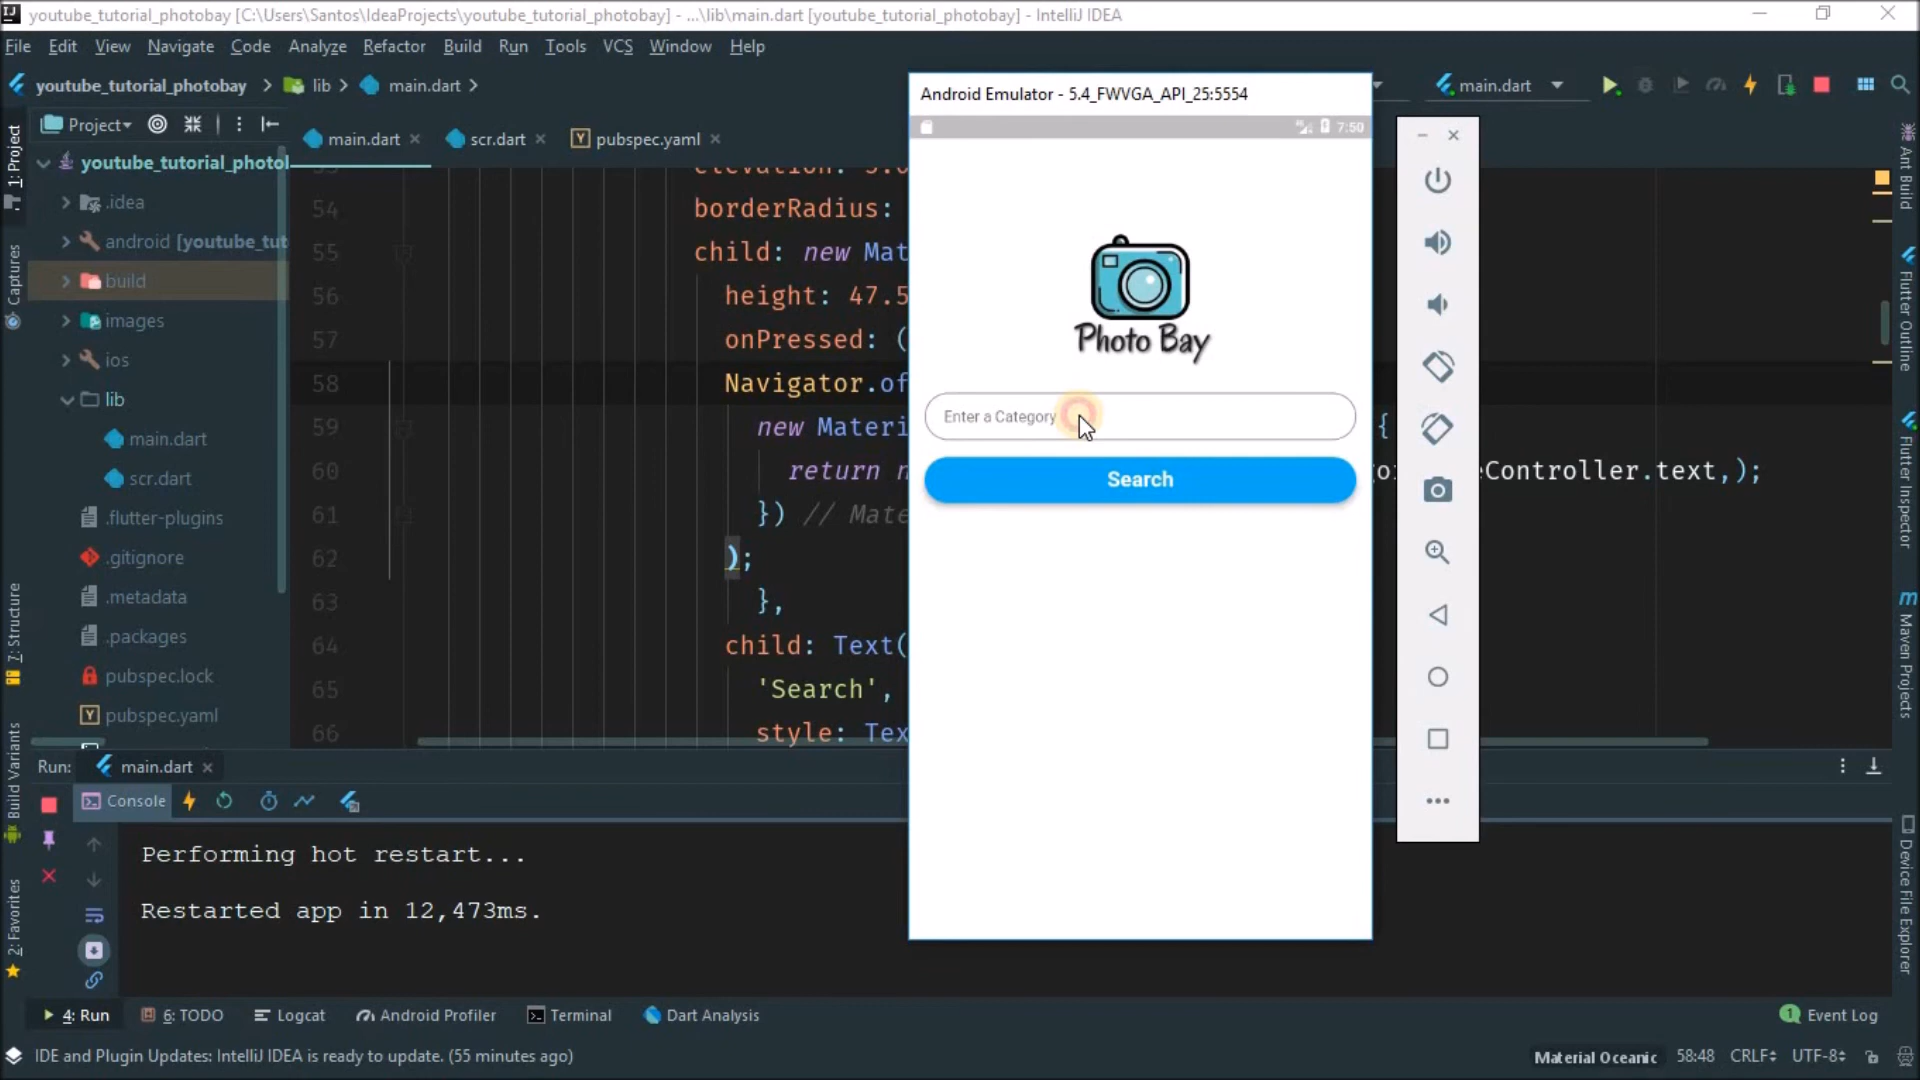 youtube_tutorial_photobay [C:\Users\Santos\IdeaProjects\youtube_tutorial_photobay] - ...\lib\main.dart [youtube_tutorial_photobay] - IntelliJ IDEA
File Edit View Navigate Code Analyze Refactor Build Run Tools VCS Window Help
youtube_tutorial_photobay lib main.dart
main.dart
Project
main.dart scr.dart pubspec.yaml
1: Project
Captures
7: Structure
Build Variants
2: Favorites
youtube_tutorial_photol
.idea
android [youtube_tut
build
images
ios
lib
main.dart
scr.dart
.flutter-plugins
.gitignore
.metadata
.packages
pubspec.lock
pubspec.yaml
54 borderRadius:
55 child: new Mat
56 height: 47.5
57 onPressed: (
58 Navigator.of
59 new Materi {
60 return n Controller.text,);
61 }) // Mate
62 );
63 },
64 child: Text(
65 'Search',
66 style: Tex
Android Emulator - 5.4_FWVGA_API_25:5554
7:50
Photo Bay
Enter a Category
Search
Ant Build
Flutter Outline
Flutter Inspector
Maven Projects
Device File Explorer
Run: main.dart
Console
Performing hot restart...
Restarted app in 12,473ms.
4: Run 6: TODO Logcat Android Profiler Terminal Dart Analysis 1 Event Log
IDE and Plugin Updates: IntelliJ IDEA is ready to update. (55 minutes ago) Material Oceanic 58:48 CRLF UTF-8